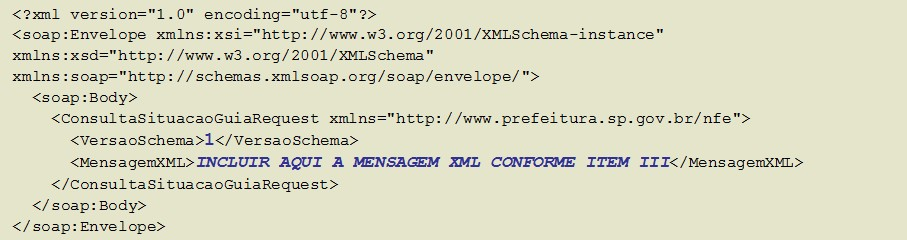 <?xml version="1.0" encoding="utf-8"?>
<soap:Envelope xmlns:xsi="http://www.w3.org/2001/XMLSchema-instance"
xmlns:xsd="http://www.w3.org/2001/XMLSchema"
xmlns:soap="http://schemas.xmlsoap.org/soap/envelope/">
  <soap:Body>
    <ConsultaSituacaoGuiaRequest xmlns="http://www.prefeitura.sp.gov.br/nfe">
      <VersaoSchema>1</VersaoSchema>
      <MensagemXML>INCLUIR AQUI A MENSAGEM XML CONFORME ITEM III</MensagemXML>
    </ConsultaSituacaoGuiaRequest>
  </soap:Body>
</soap:Envelope>